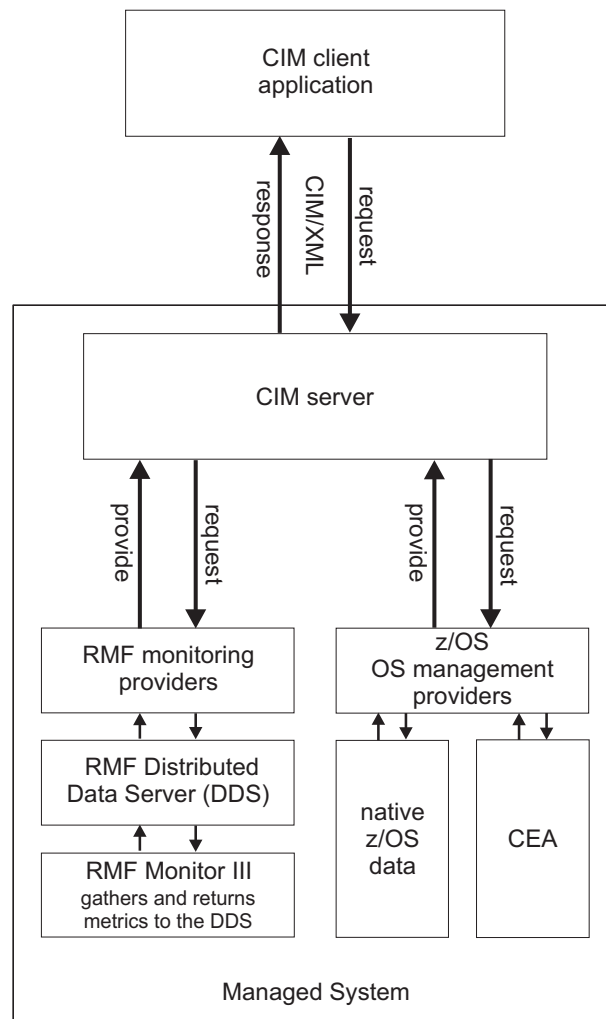 CIM client
application
response
CIM/XML
request
CIM server
provide
request
provide
request
RMF monitoring
providers
z/OS
OS management
providers
RMF Distributed
Data Server (DDS)
native
z/OS
data
CEA
RMF Monitor III
gathers and returns
metrics to the DDS
Managed System